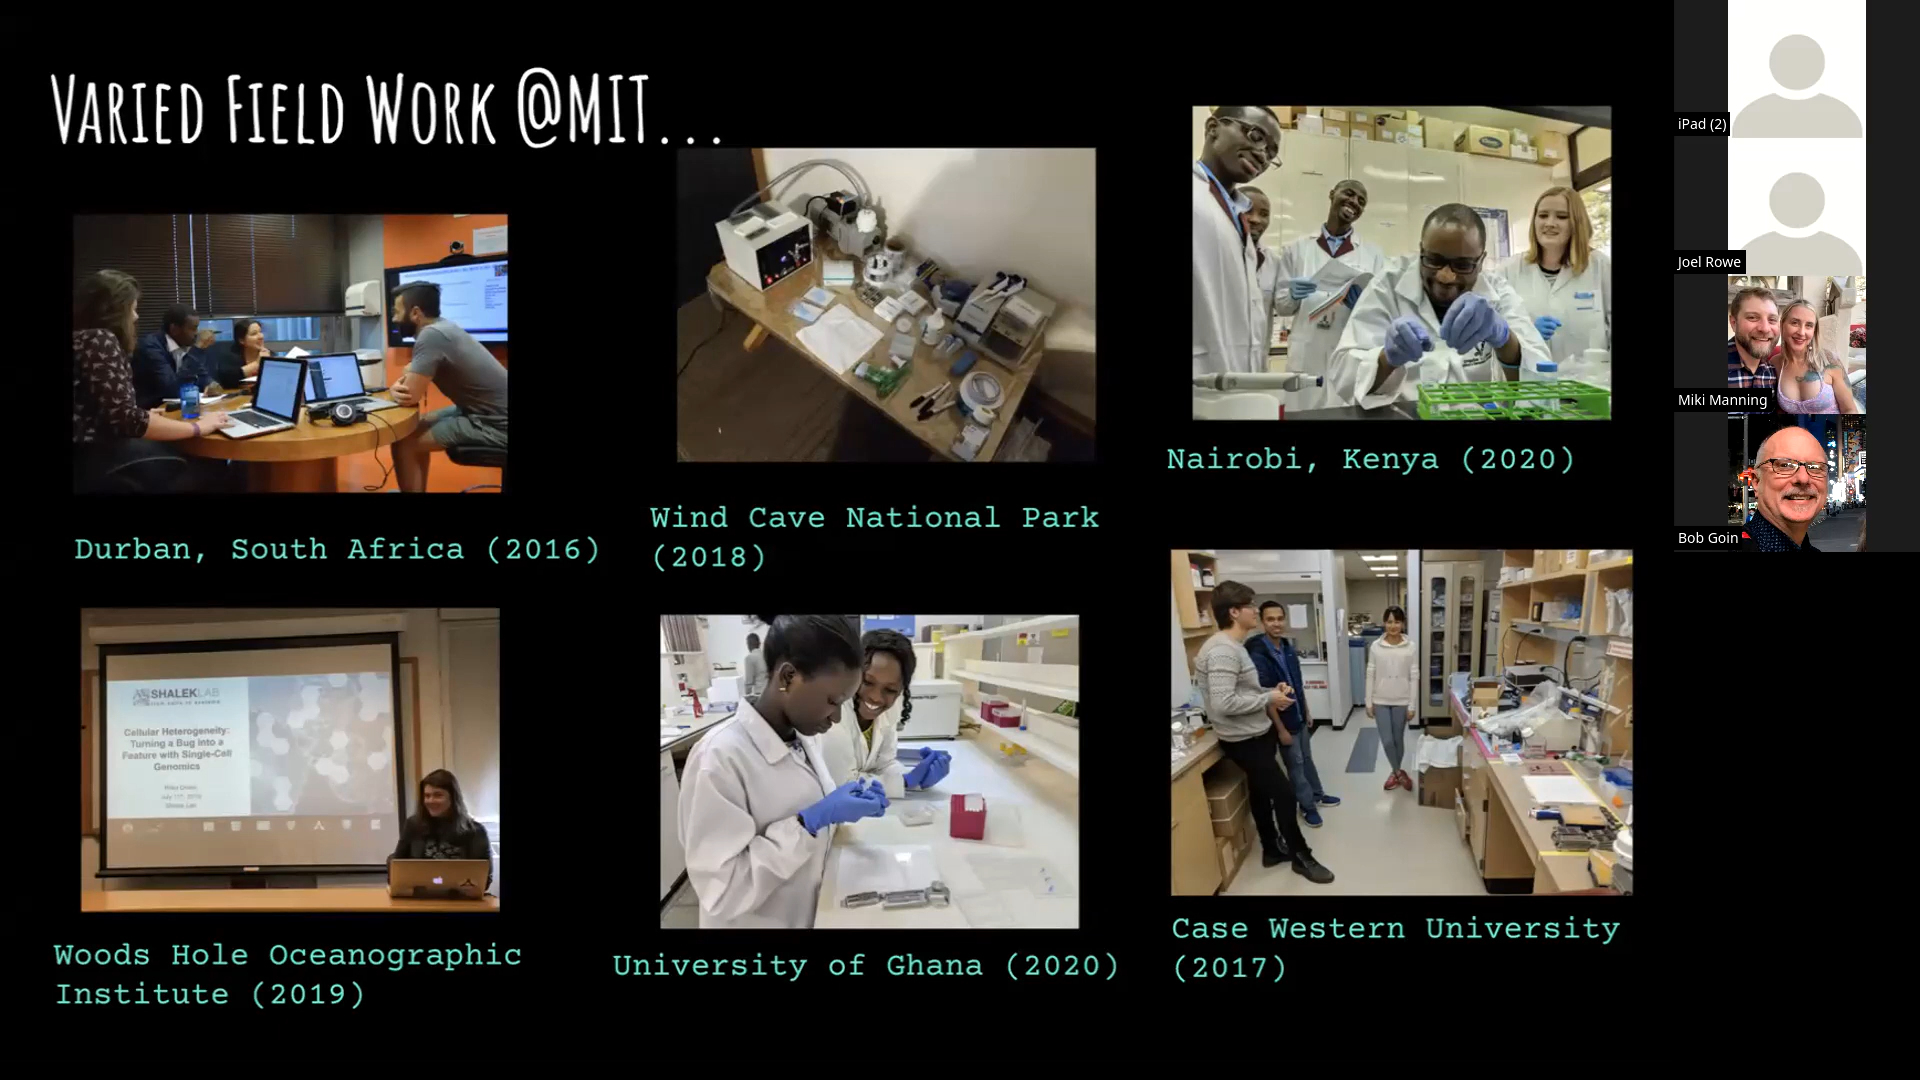 VARIED FIELD WORK @MIT...
Durban, South Africa (2016)
Wind Cave National Park
(2018)
Nairobi, Kenya (2020)
SHALEKLAB
Cellular Heterogeneity:
Turning a Bug into a
Feature with Single-Cell
Genomics
Woods Hole Oceanographic
Institute (2019)
University of Ghana (2020)
Case Western University
(2017)
iPad (2)
Joel Rowe
Miki Manning
Bob Goin